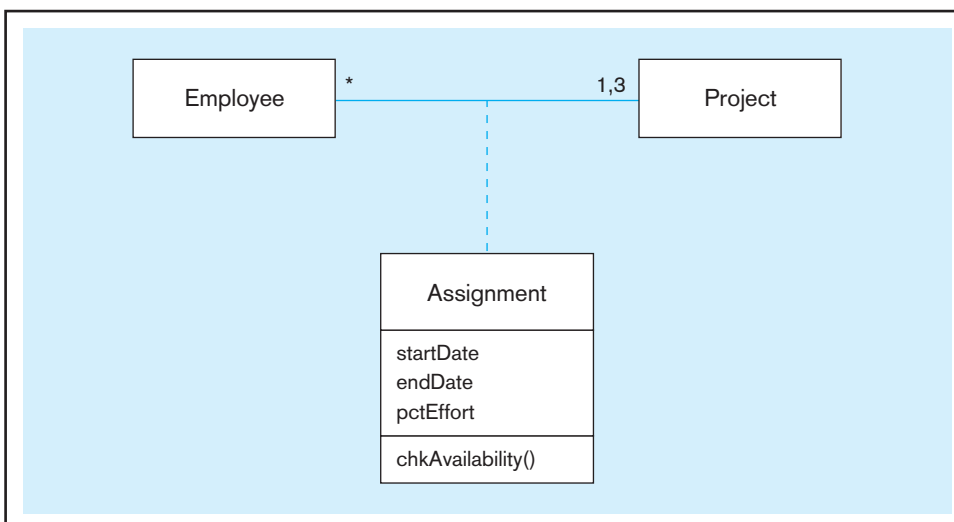 Employee
*
1,3
Project
Assignment
startDate
endDate
pctEffort
chkAvailability()